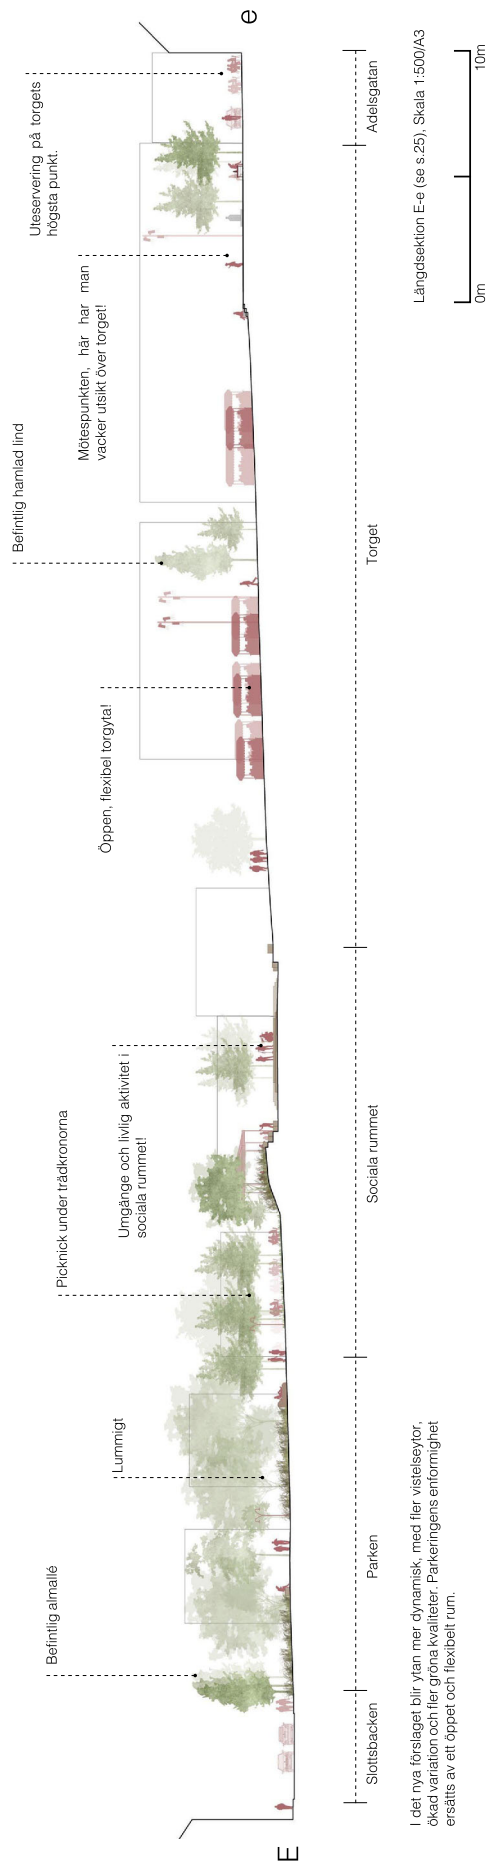 Befintlig almallé
Lummigt
Picknick under trädkronorna
Umgänge och livlig aktivitet i
sociala rummet!
Öppen, flexibel torgyta!
Befintlig hamlad lind
Mötespunkten, här har man
vacker utsikt över torget!
Uteservering på torgets
högsta punkt.
E
e
Slottsbacken
Parken
Sociala rummet
Torget
Adelsgatan
I det nya förslaget blir ytan mer dynamisk, med fler vistelseytor,
ökad variation och fler gröna kvaliteter. Parkeringens enformighet
ersätts av ett öppet och flexibelt rum.
Längdsektion E-e (se s.25), Skala 1:500/A3
0m
10m